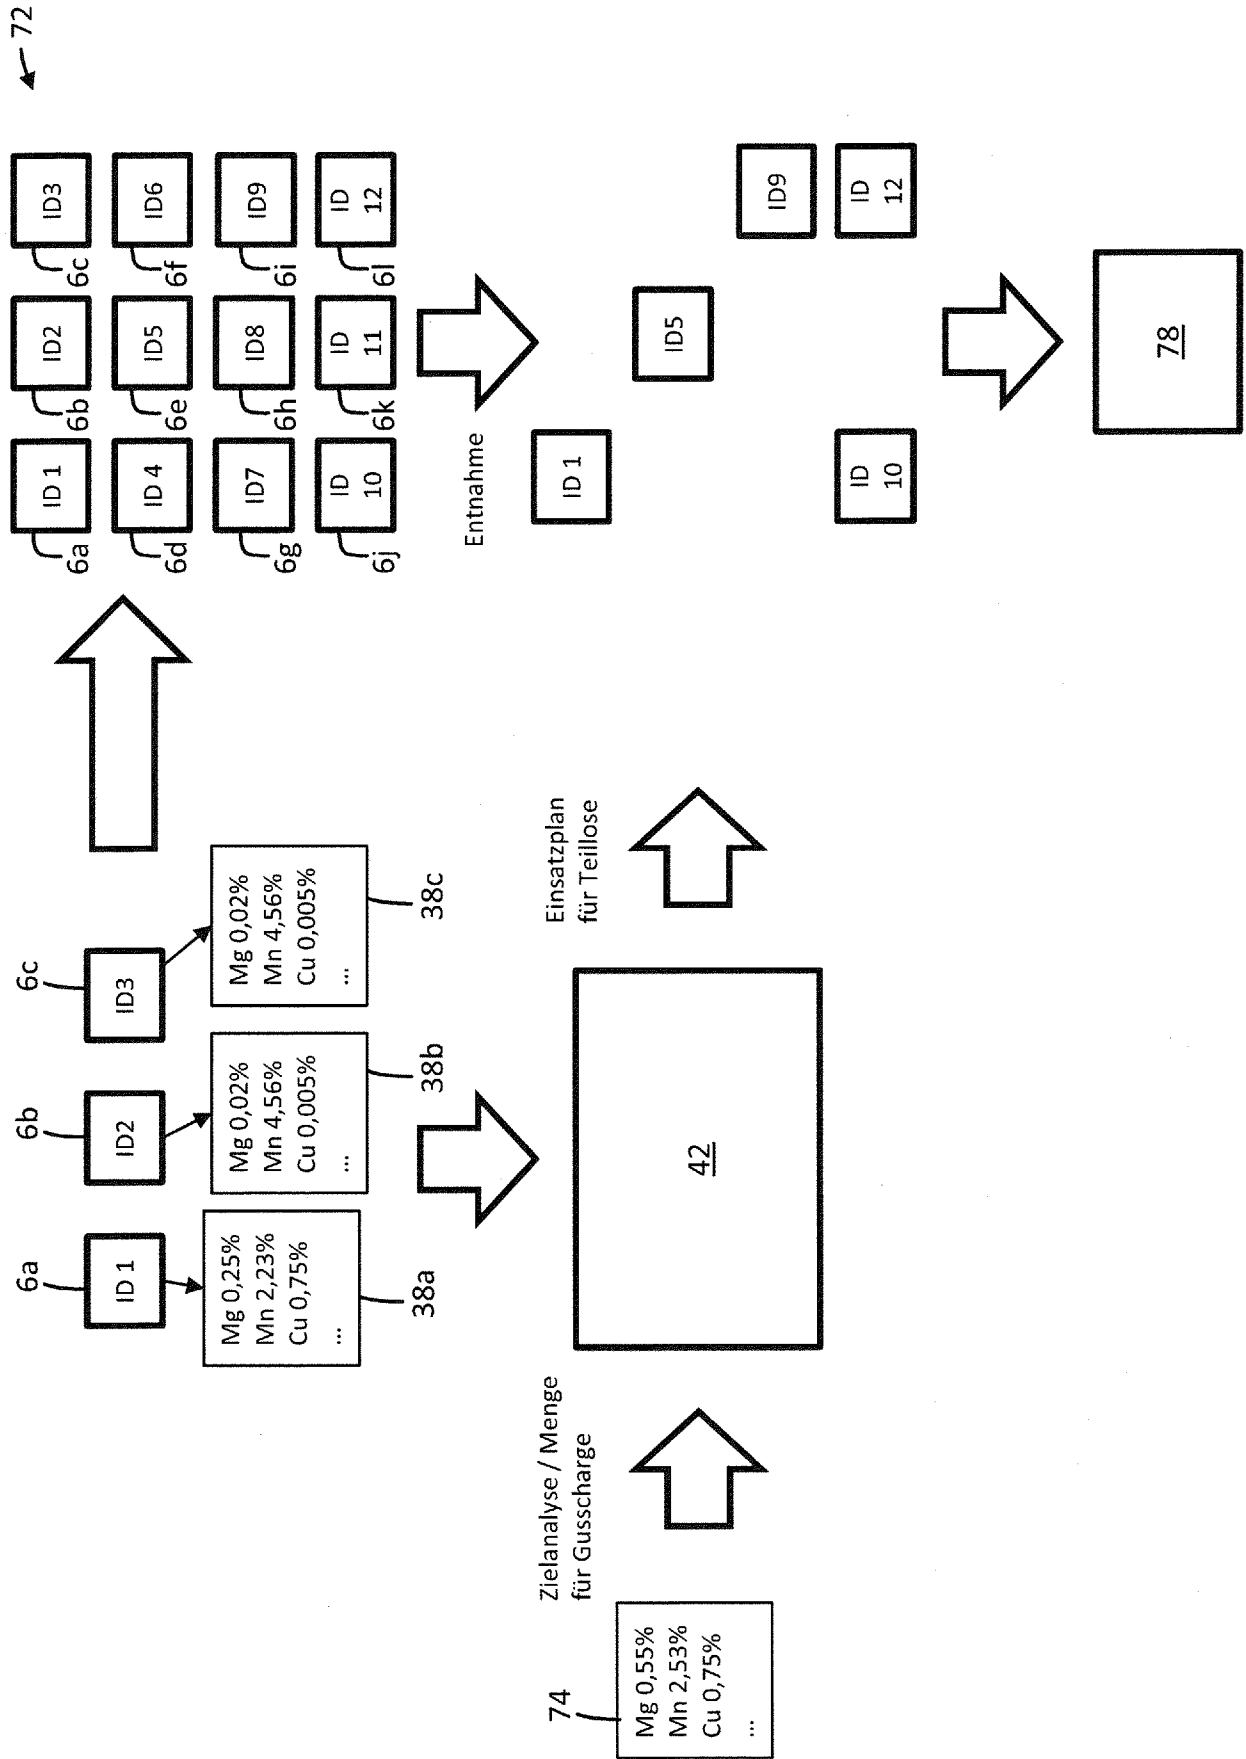 72
6a
ID 1
6b
ID2
6c
ID3
Mg 0,25%
Mn 2,23%
Cu 0,75%
...
38a
Mg 0,02%
Mn 4,56%
Cu 0,005%
...
38b
Mg 0,02%
Mn 4,56%
Cu 0,005%
...
38c
6a
ID 1
6b
ID2
6c
ID3
6d
ID 4
6e
ID5
6f
ID6
6g
ID7
6h
ID8
6i
ID9
6j
ID
10
6k
ID
11
6l
ID
12
Entnahme
74
Mg 0,55%
Mn 2,53%
Cu 0,75%
...
Zielanalyse / Menge
für Gusscharge
42
Einsatzplan
für Teillose
ID 1
ID5
ID9
ID
10
ID
12
78